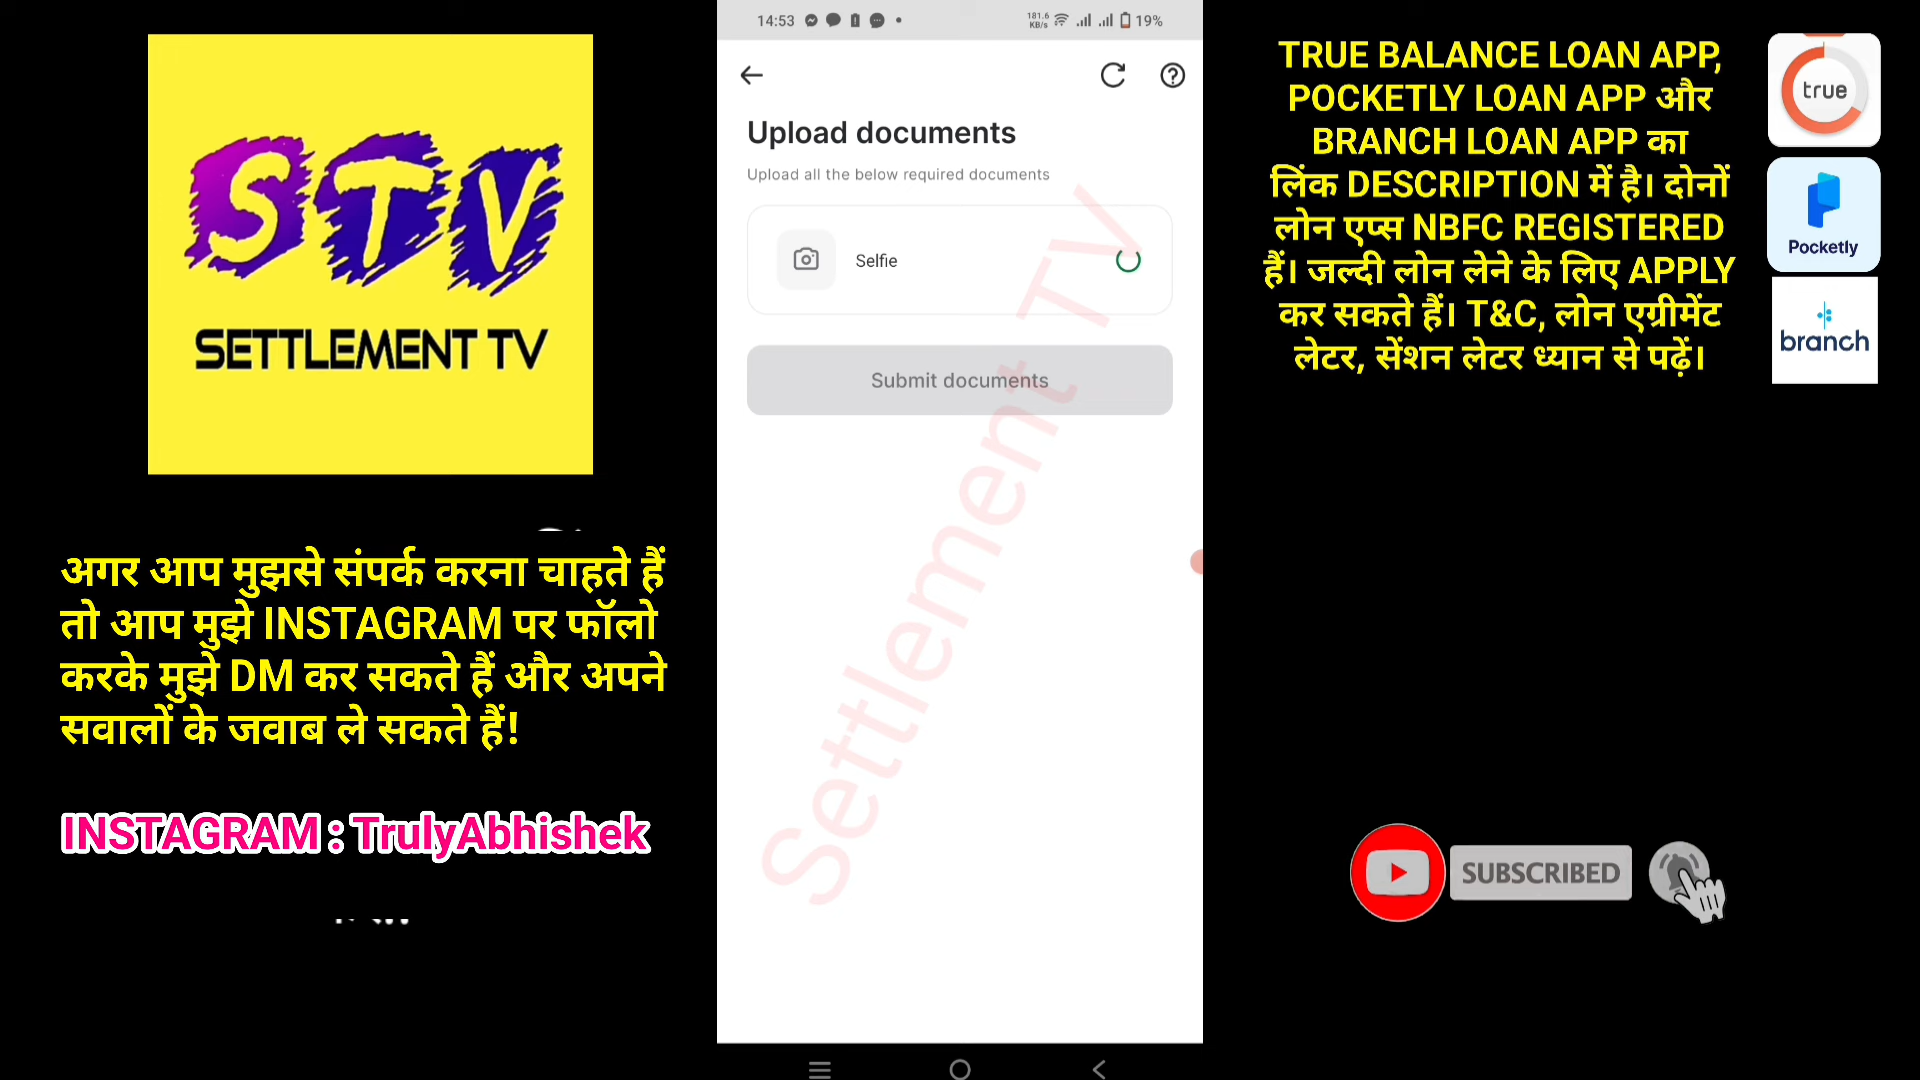 STV
SETTLEMENT TV
अगर आप मुझसे संपर्क करना चाहते हैं
तो आप मुझे INSTAGRAM पर फॉलो
करके मुझे DM कर सकते हैं और अपने
सवालों के जवाब ले सकते हैं!
INSTAGRAM : TrulyAbhishek
14:53
181.6
KB/s
19%
Upload documents
Upload all the below required documents
Selfie
Submit documents
Settlement TV
TRUE BALANCE LOAN APP,
POCKETLY LOAN APP और
BRANCH LOAN APP का
लिंक DESCRIPTION में है। दोनों
लोन एप्स NBFC REGISTERED
हैं। जल्दी लोन लेने के लिए APPLY
कर सकते हैं। T&C, लोन एग्रीमेंट
लेटर, सेंशन लेटर ध्यान से पढ़ें।
true
Pocketly
branch
SUBSCRIBED